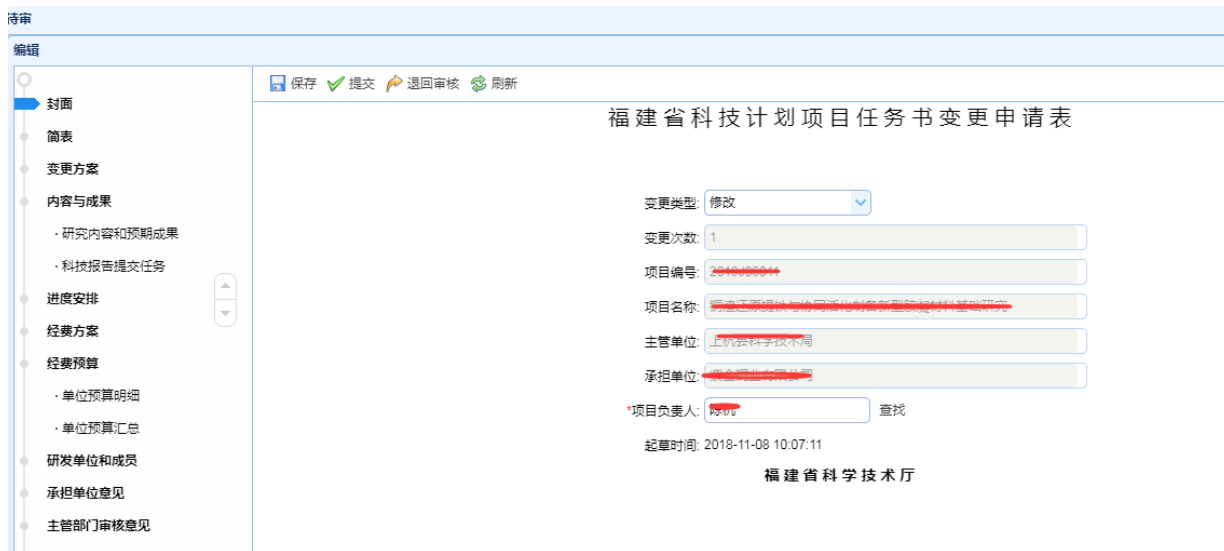 待审
编辑
保存 提交 退回审核 刷新
封面
简表
变更方案
内容与成果
·研究内容和预期成果
·科技报告提交任务
进度安排
经费方案
经费预算
·单位预算明细
·单位预算汇总
研发单位和成员
承担单位意见
主管部门审核意见
福建省科技计划项目任务书变更申请表
变更类型: 修改
变更次数: 1
项目编号:
项目名称:
主管单位: 上杭县科学技术局
承担单位:
*项目负责人: 查找
起草时间: 2018-11-08 10:07:11
福建省科学技术厅